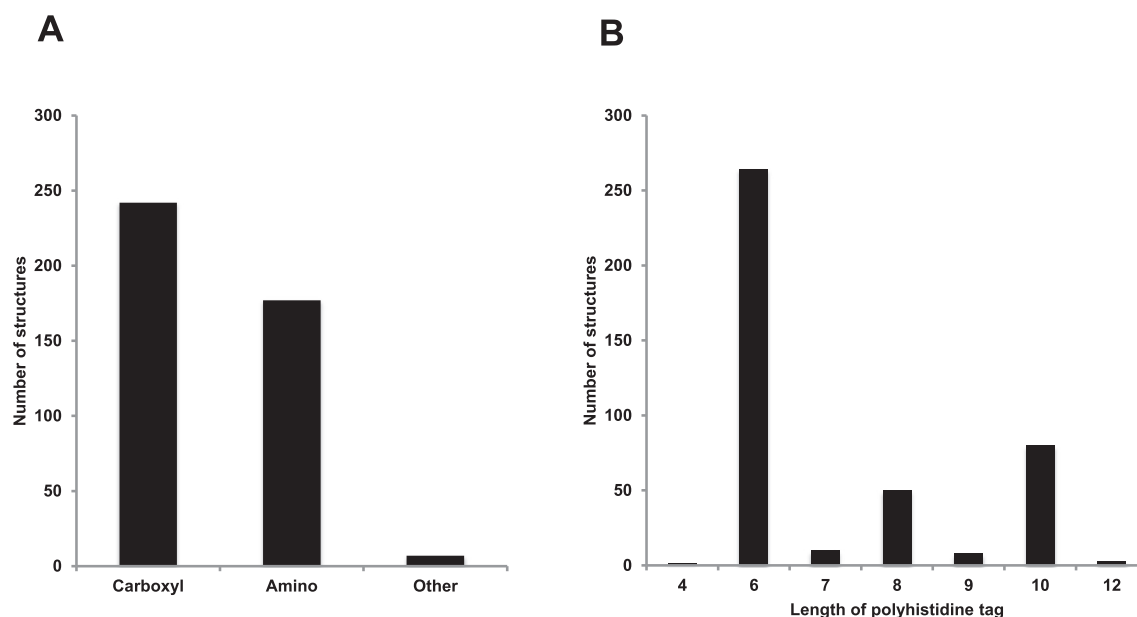 A
300
250
200
150
100
50
0
Number of structures
Carboxyl Amino Other
B
300
250
200
150
100
50
0
Number of structures
4 6 7 8 9 10 12
Length of polyhistidine tag